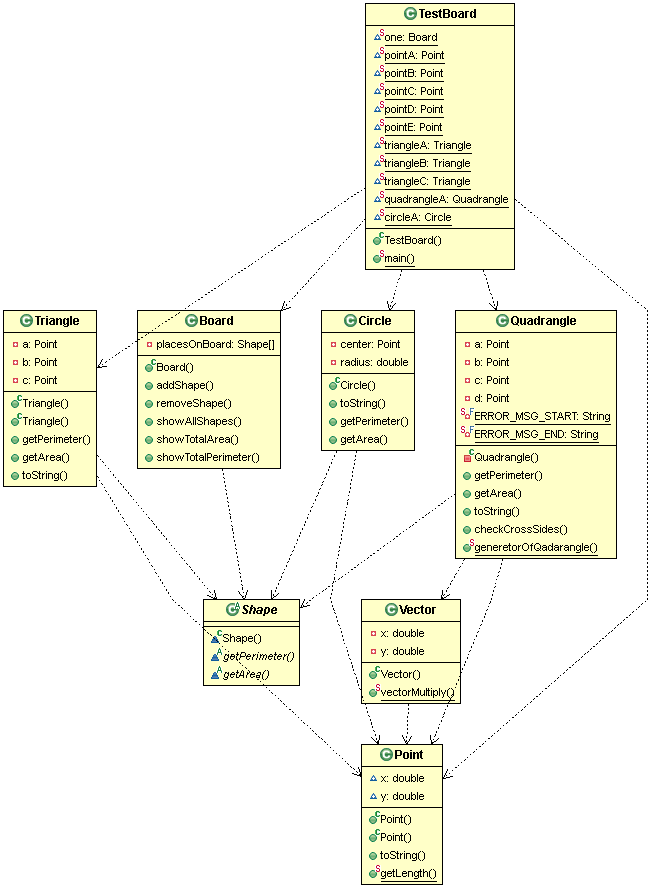 TestBoard
one: Board
pointA: Point
pointB: Point
pointC: Point
pointD: Point
pointE: Point
triangleA: Triangle
triangleB: Triangle
triangleC: Triangle
quadrangleA: Quadrangle
circleA: Circle
TestBoard()
main()
Triangle
a: Point
b: Point
c: Point
Triangle()
Triangle()
getPerimeter()
getArea()
toString()
Board
placesOnBoard: Shape[]
Board()
addShape()
removeShape()
showAllShapes()
showTotalArea()
showTotalPerimeter()
Circle
center: Point
radius: double
Circle()
toString()
getPerimeter()
getArea()
Quadrangle
a: Point
b: Point
c: Point
d: Point
ERROR_MSG_START: String
ERROR_MSG_END: String
Quadrangle()
getPerimeter()
getArea()
toString()
checkCrossSides()
generetorOfQadarangle()
Shape
Shape()
getPerimeter()
getArea()
Vector
x: double
y: double
Vector()
vectorMultiply()
Point
x: double
y: double
Point()
Point()
toString()
getLength()